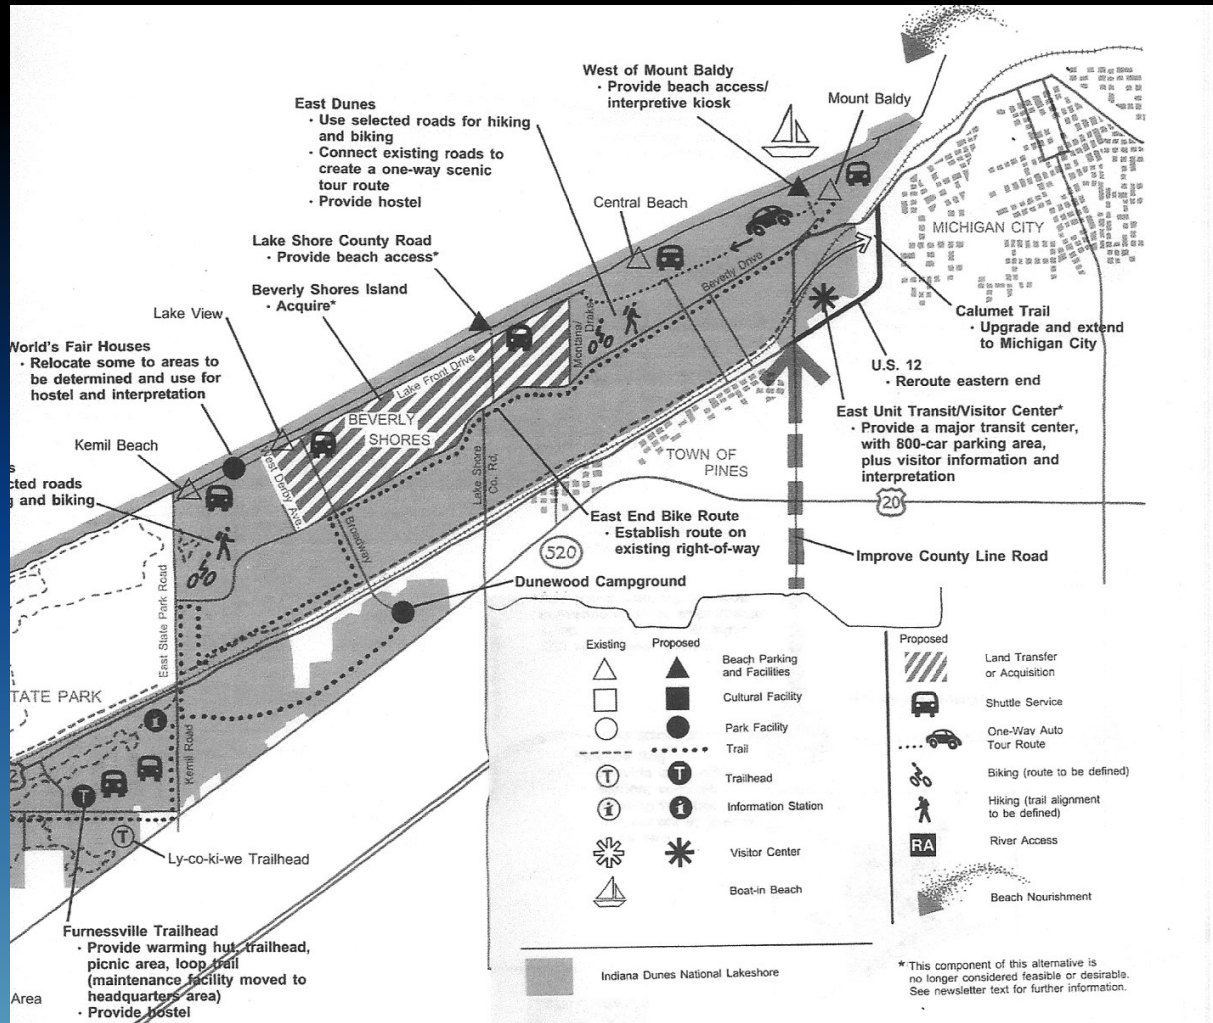 West of Mount Baldy
· Provide beach access/
interpretive kiosk
Mount Baldy
East Dunes
· Use selected roads for hiking
and biking
· Connect existing roads to
create a one-way scenic
tour route
· Provide hostel
Central Beach
MICHIGAN CITY
Lake Shore County Road
· Provide beach access*
Beverly Shores Island
· Acquire*
Lake View
Beverly Drive
Montana/
Drake
Calumet Trail
· Upgrade and extend
to Michigan City
World's Fair Houses
· Relocate some to areas to
be determined and use for
hostel and interpretation
Lake Front Drive
U.S. 12
· Reroute eastern end
BEVERLY
SHORES
East Unit Transit/Visitor Center*
· Provide a major transit center,
with 800-car parking area,
plus visitor information and
interpretation
Kemil Beach
West Derby Ave.
Lake Shore
Co. Rd.
TOWN OF
PINES
s
cted roads
g and biking
20
Broadway
East End Bike Route
· Establish route on
existing right-of-way
520
Improve County Line Road
Dunewood Campground
East State Park Road
TATE PARK
Kemil Road
i
T
2
T
Ly-co-ki-we Trailhead
Furnessville Trailhead
· Provide warming hut, trailhead,
picnic area, loop trail
(maintenance facility moved to
headquarters area)
· Provide hostel
Area
Existing Proposed
Beach Parking
and Facilities
Cultural Facility
Park Facility
Trail
T T Trailhead
i i Information Station
Visitor Center
Boat-in Beach
Proposed
Land Transfer
or Acquisition
Shuttle Service
One-Way Auto
Tour Route
Biking (route to be defined)
Hiking (trail alignment
to be defined)
RA River Access
Beach Nourishment
Indiana Dunes National Lakeshore
* This component of this alternative is
no longer considered feasible or desirable.
See newsletter text for further information.